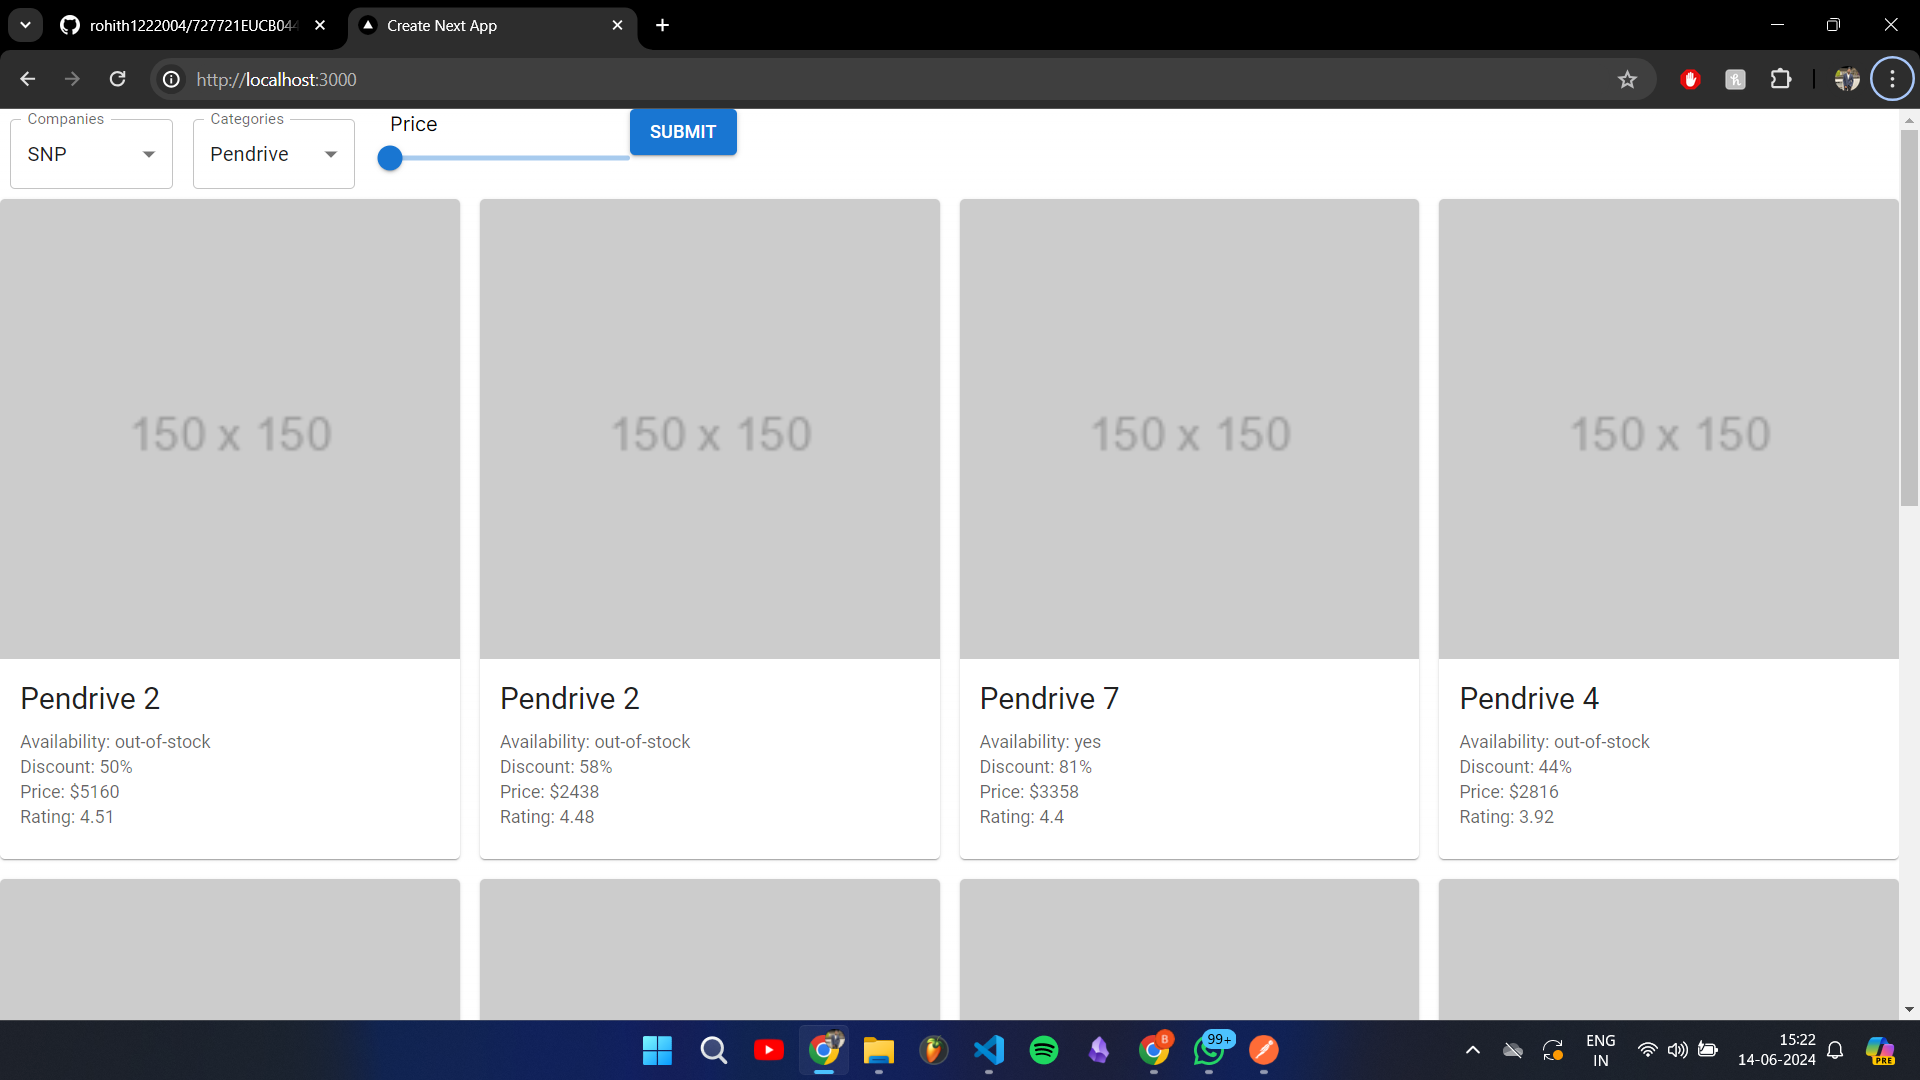 rohith1222004/727721EUCB044
Create Next App
http://localhost:3000
Companies
SNP
Categories
Pendrive
Price
SUBMIT
150 x 150
150 x 150
150 x 150
150 x 150
Pendrive 2
Availability: out-of-stock
Discount: 50%
Price: $5160
Rating: 4.51
Pendrive 2
Availability: out-of-stock
Discount: 58%
Price: $2438
Rating: 4.48
Pendrive 7
Availability: yes
Discount: 81%
Price: $3358
Rating: 4.4
Pendrive 4
Availability: out-of-stock
Discount: 44%
Price: $2816
Rating: 3.92
B
99+
ENG
IN
15:22
14-06-2024
PRE